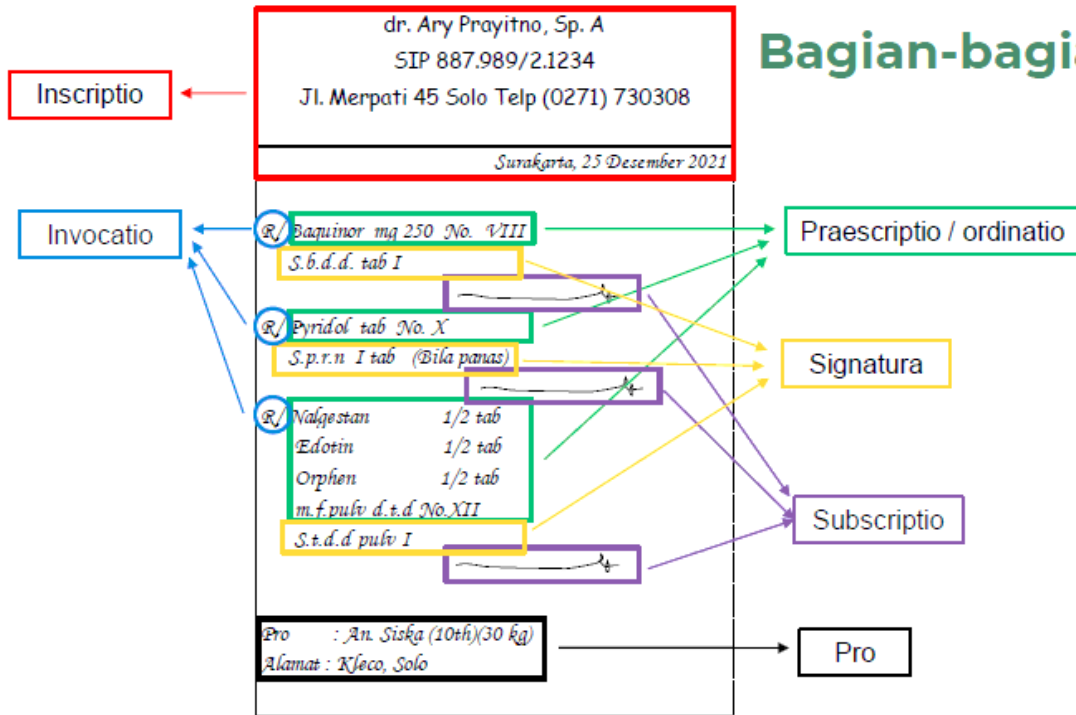 dr. Ary Prayitno, Sp. A
SIP 887.989/2.1234
Jl. Merpati 45 Solo Telp (0271) 730308
Surakarta, 25 Desember 2021
Bagian-bagia
Inscriptio
Invocatio
R/ Baquinor mg 250 No. VIII
S.b.d.d. tab I
R/ Pyridol tab No. X
S.p.r.n I tab (Bila panas)
R/ Nalgestan 1/2 tab
Edotin 1/2 tab
Orphen 1/2 tab
m.f.pulv d.t.d No.XII
S.t.d.d pulv I
Pro : An. Siska (10th)(30 kg)
Alamat : Kleco, Solo
Praescriptio / ordinatio
Signatura
Subscriptio
Pro